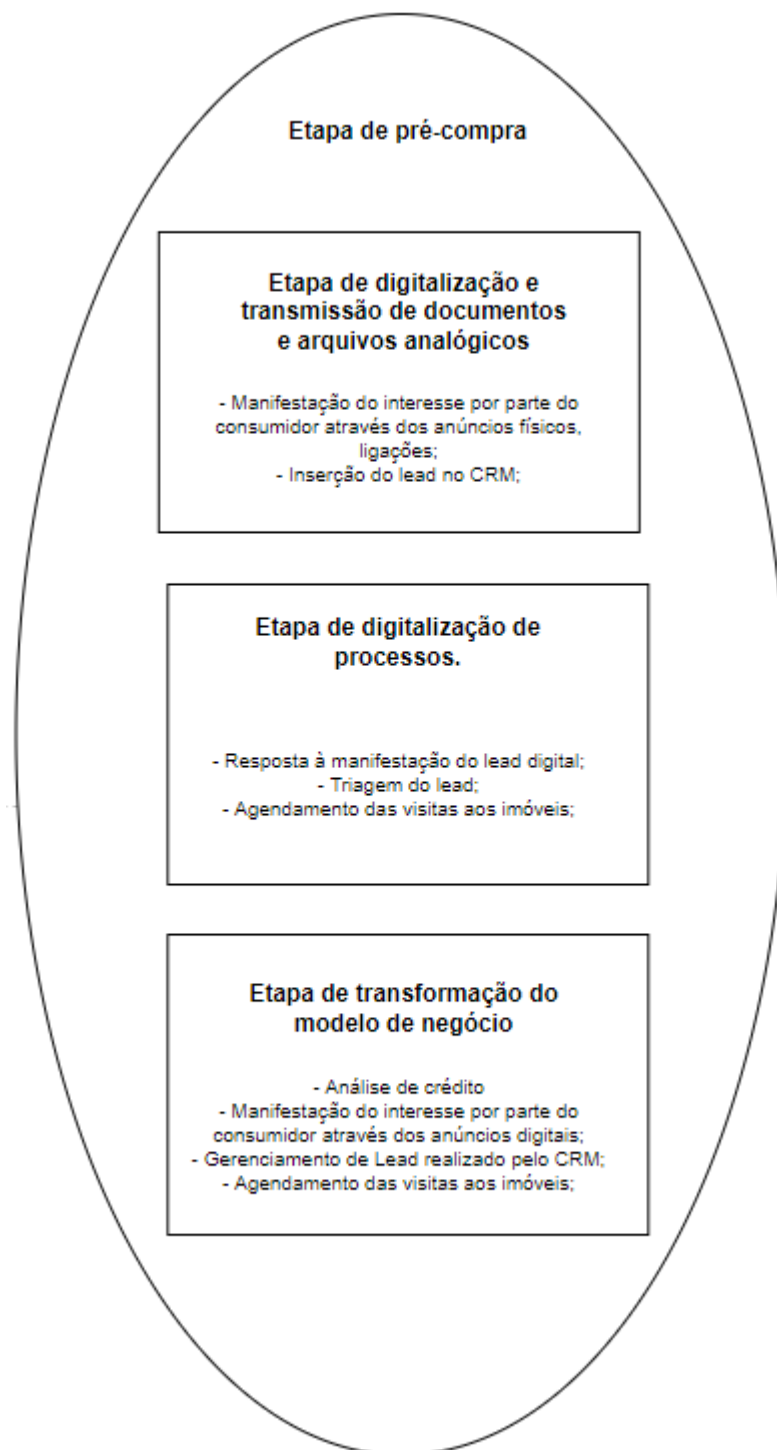 Etapa de pré-compra
Etapa de digitalização e
transmissão de documentos
e arquivos analógicos
- Manifestação do interesse por parte do
consumidor através dos anúncios físicos,
ligações;
- Inserção do lead no CRM;
Etapa de digitalização de
processos.
- Resposta à manifestação do lead digital;
- Triagem do lead;
- Agendamento das visitas aos imóveis;
Etapa de transformação do
modelo de negócio
- Análise de crédito
- Manifestação do interesse por parte do
consumidor através dos anúncios digitais;
- Gerenciamento de Lead realizado pelo CRM;
- Agendamento das visitas aos imóveis;